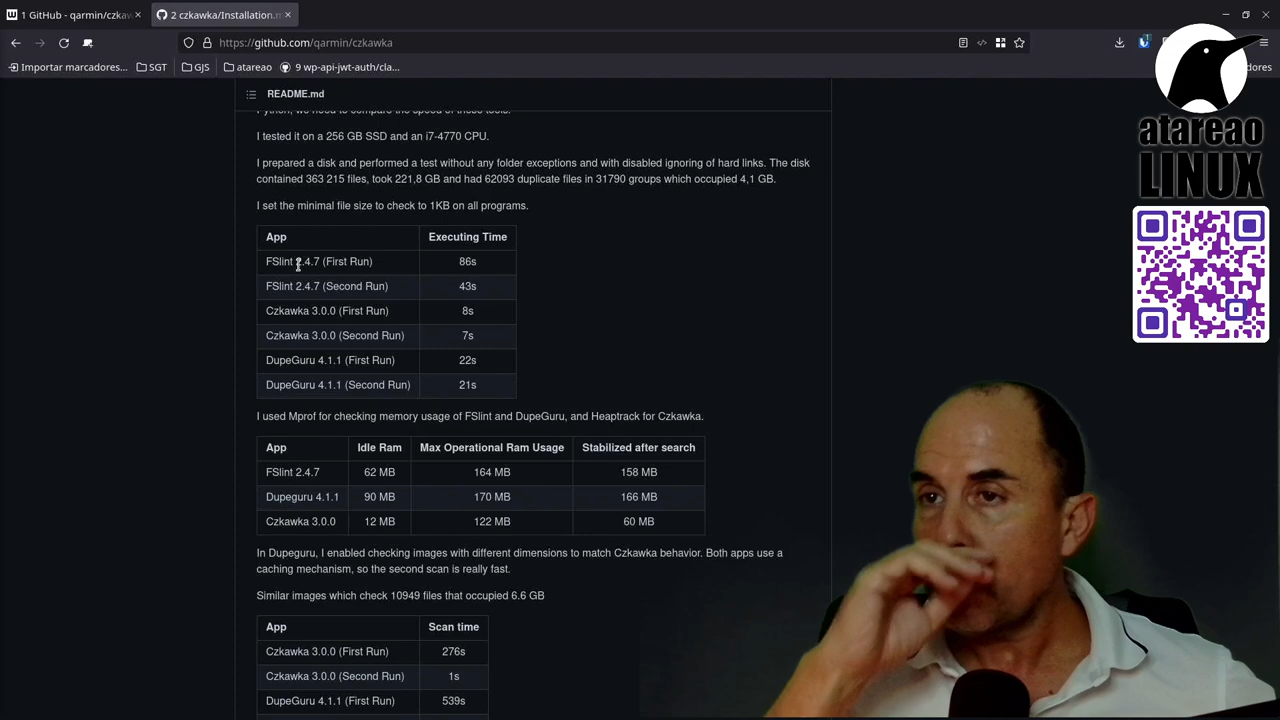 1 GitHub - qarmin/czkaw
2 czkawka/Installation.m
https://github.com/qarmin/czkawka
Importar marcadores...
SGT
GJS
atareao
9 wp-api-jwt-auth/cla...
dores
README.md
Python, we need to compare the speed of these tools.
I tested it on a 256 GB SSD and an i7-4770 CPU.
I prepared a disk and performed a test without any folder exceptions and with disabled ignoring of hard links. The disk
contained 363 215 files, took 221,8 GB and had 62093 duplicate files in 31790 groups which occupied 4,1 GB.
I set the minimal file size to check to 1KB on all programs.
App Executing Time
FSlint 2.4.7 (First Run) 86s
FSlint 2.4.7 (Second Run) 43s
Czkawka 3.0.0 (First Run) 8s
Czkawka 3.0.0 (Second Run) 7s
DupeGuru 4.1.1 (First Run) 22s
DupeGuru 4.1.1 (Second Run) 21s
I used Mprof for checking memory usage of FSlint and DupeGuru, and Heaptrack for Czkawka.
App Idle Ram Max Operational Ram Usage Stabilized after search
FSlint 2.4.7 62 MB 164 MB 158 MB
Dupeguru 4.1.1 90 MB 170 MB 166 MB
Czkawka 3.0.0 12 MB 122 MB 60 MB
In Dupeguru, I enabled checking images with different dimensions to match Czkawka behavior. Both apps use a
caching mechanism, so the second scan is really fast.
Similar images which check 10949 files that occupied 6.6 GB
App Scan time
Czkawka 3.0.0 (First Run) 276s
Czkawka 3.0.0 (Second Run) 1s
DupeGuru 4.1.1 (First Run) 539s
atareao
LINUX